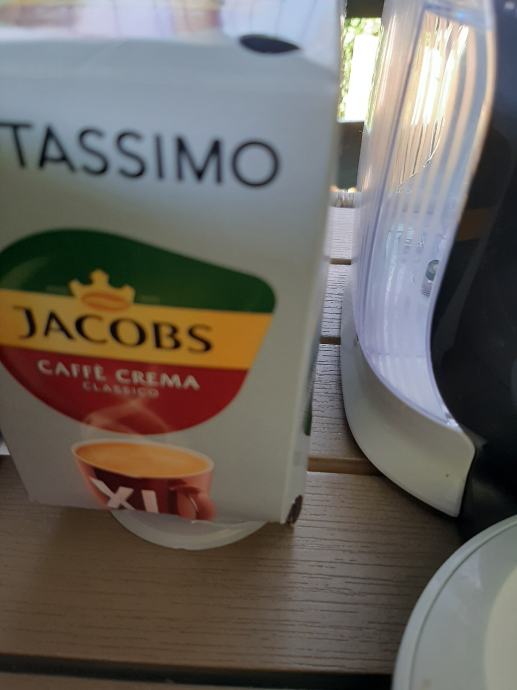 TASSIMO
JACOBS
CAFFÈ CREMA
CLASSICO
XL